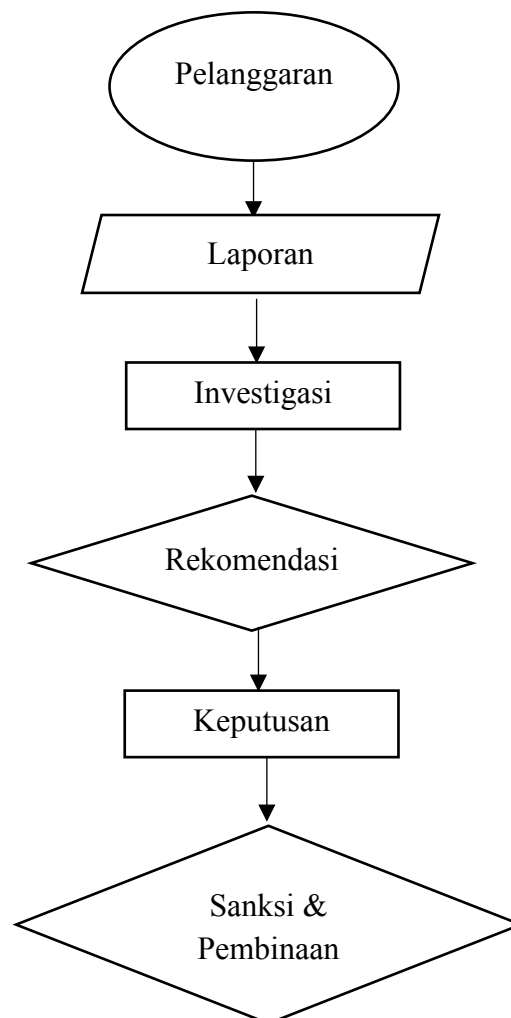 Pelanggaran
Laporan
Investigasi
Rekomendasi
Keputusan
Sanksi &
Pembinaan